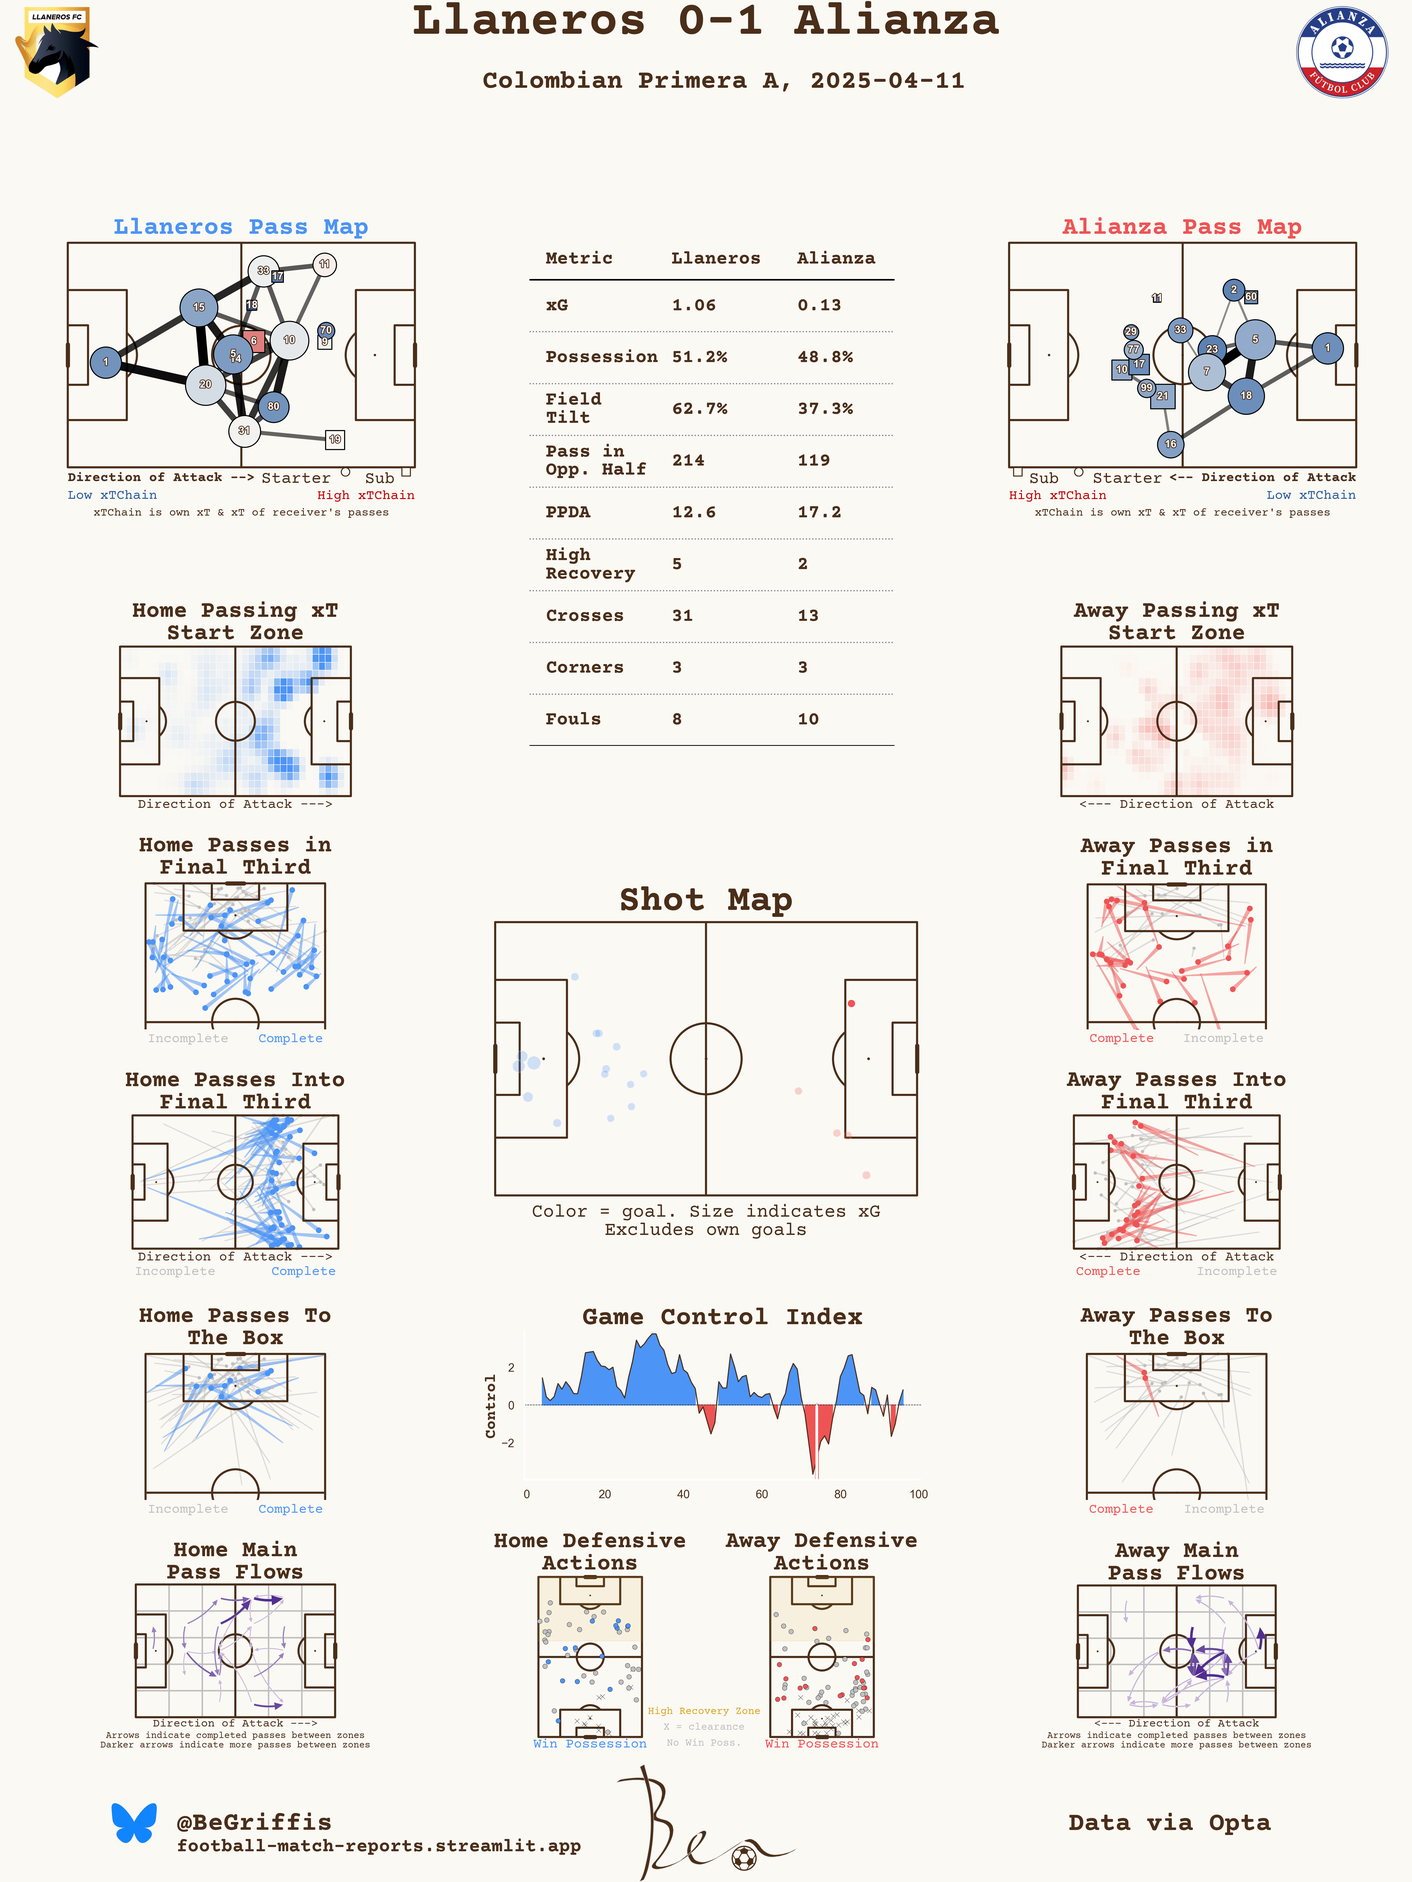 LLANEROS FC
Llaneros 0-1 Alianza
Colombian Primera A, 2025-04-11
ALIANZA
FÚTBOL CLUB
Llaneros Pass Map
33
17
11
15
18
70
6
9
10
5
14
1
20
80
31
19
Direction of Attack --> Starter Sub
Low xTChain High xTChain
xTChain is own xT & xT of receiver's passes
Metric Llaneros Alianza
xG 1.06 0.13
Possession 51.2% 48.8%
Field
Tilt 62.7% 37.3%
Pass in
Opp. Half 214 119
PPDA 12.6 17.2
High
Recovery 5 2
Crosses 31 13
Corners 3 3
Fouls 8 10
Alianza Pass Map
2
60
11
29
33
77
23
5
1
10
17
7
99
21
18
16
Sub Starter <-- Direction of Attack
High xTChain Low xTChain
xTChain is own xT & xT of receiver's passes
Home Passing xT
Start Zone
Direction of Attack --->
Away Passing xT
Start Zone
<--- Direction of Attack
Home Passes in
Final Third
Incomplete Complete
Away Passes in
Final Third
Complete Incomplete
Shot Map
Color = goal. Size indicates xG
Excludes own goals
Home Passes Into
Final Third
Direction of Attack --->
Incomplete Complete
Away Passes Into
Final Third
<--- Direction of Attack
Complete Incomplete
Home Passes To
The Box
Incomplete Complete
Game Control Index
Control
2
0
−2
0 20 40 60 80 100
Away Passes To
The Box
Complete Incomplete
Home Main
Pass Flows
Direction of Attack --->
Arrows indicate completed passes between zones
Darker arrows indicate more passes between zones
Home Defensive
Actions
Win Possession
High Recovery Zone
X = clearance
No Win Poss.
Away Defensive
Actions
Win Possession
Away Main
Pass Flows
<--- Direction of Attack
Arrows indicate completed passes between zones
Darker arrows indicate more passes between zones
@BeGriffis
football-match-reports.streamlit.app
Ben
Data via Opta